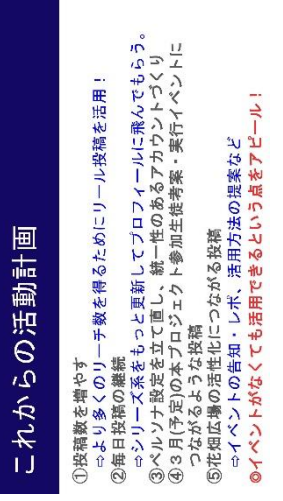 これからの活動計画
①投稿数を増やす
⇨より多くのリーチ数を得るためにリール投稿を活用！
②毎日投稿の継続
⇨シリーズ系をもっと更新してプロフィールに飛んでもらう。
③ペルソナ設定を立て直し、統一性のあるアカウントづくり
④３月(予定)の本プロジェクト参加生徒考案・実行イベントに
つながるような投稿
⑤花畑広場の活性化につながる投稿
⇨イベントの告知・レポ、活用方法の提案など
◎イベントがなくても活用できるという点をアピール！